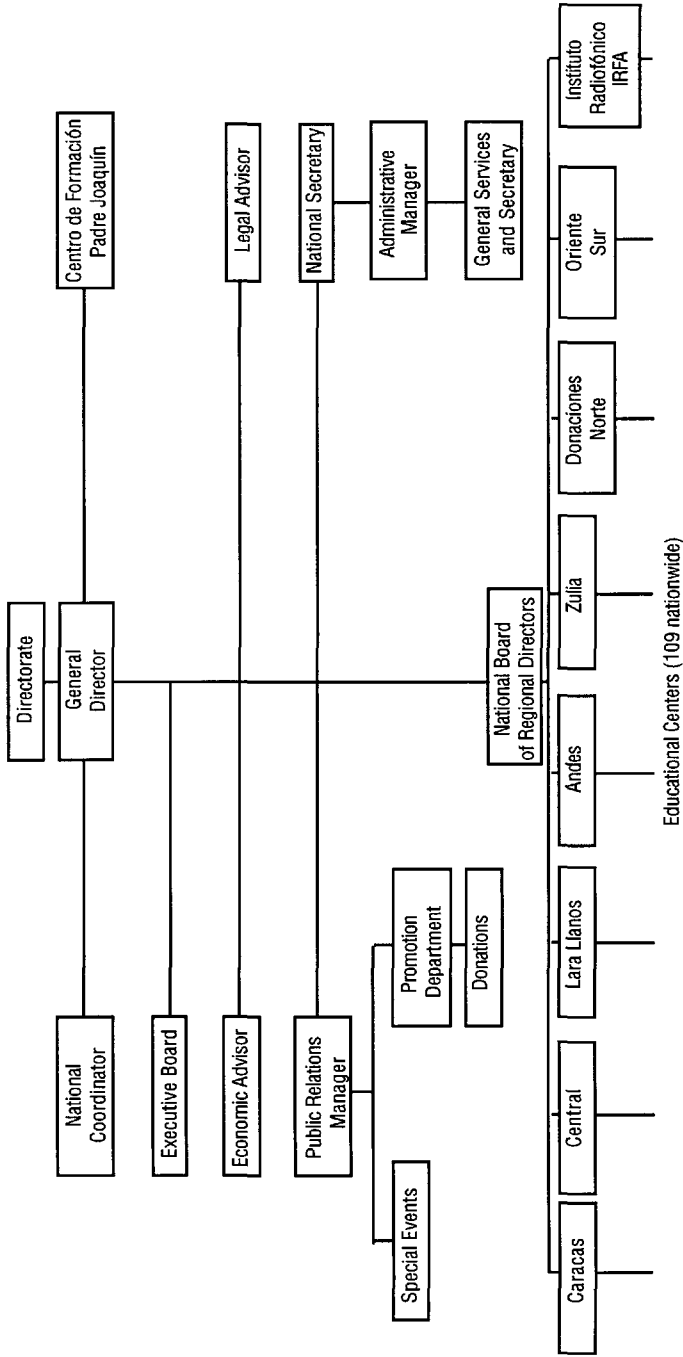 Directorate
General
Director
Centro de Formación
Padre Joaquín
National
Coordinator
Executive Board
Economic Advisor
Legal Advisor
Public Relations
Manager
National Secretary
Special Events
Promotion
Department
Administrative
Manager
Donations
General Services
and Secretary
National Board
of Regional Directors
Caracas
Central
Lara Llanos
Andes
Zulia
Donaciones
Norte
Oriente
Sur
Instituto
Radiofónico
IRFA
Educational Centers (109 nationwide)